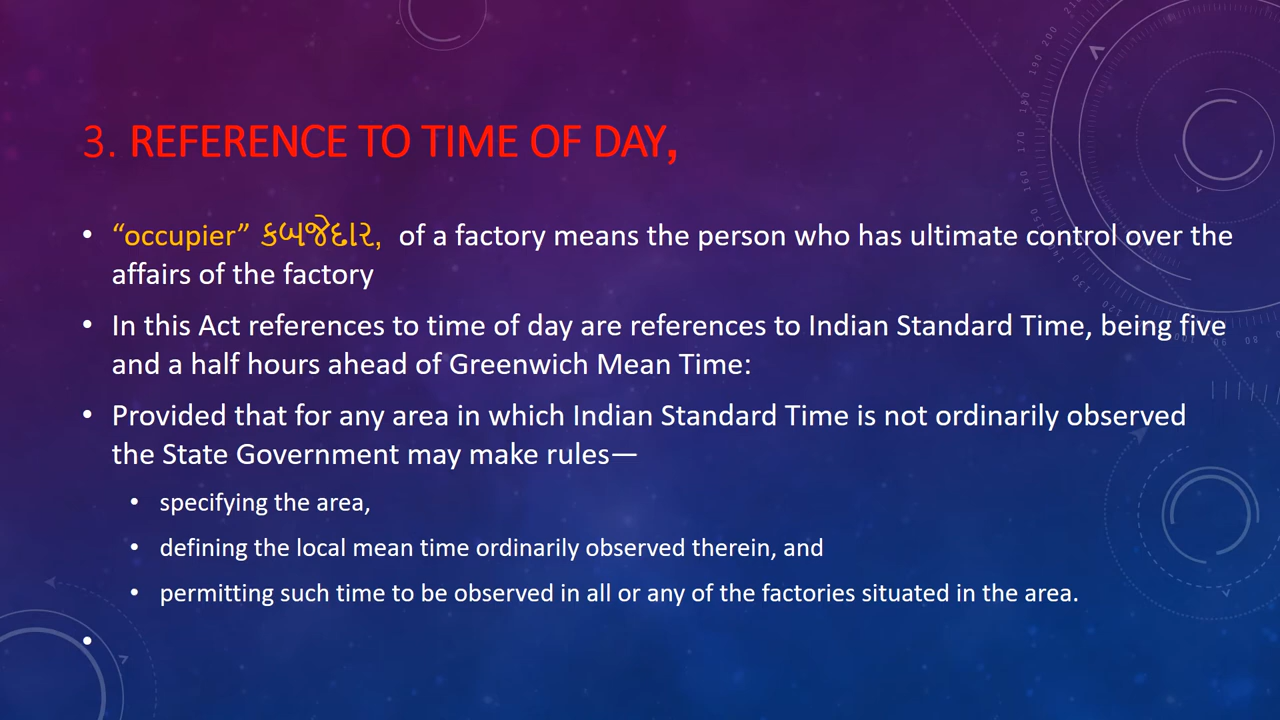 3. REFERENCE TO TIME OF DAY,
• “occupier” કબજેદાર, of a factory means the person who has ultimate control over the
affairs of the factory
• In this Act references to time of day are references to Indian Standard Time, being five
and a half hours ahead of Greenwich Mean Time:
• Provided that for any area in which Indian Standard Time is not ordinarily observed
the State Government may make rules—
• specifying the area,
• defining the local mean time ordinarily observed therein, and
• permitting such time to be observed in all or any of the factories situated in the area.
•